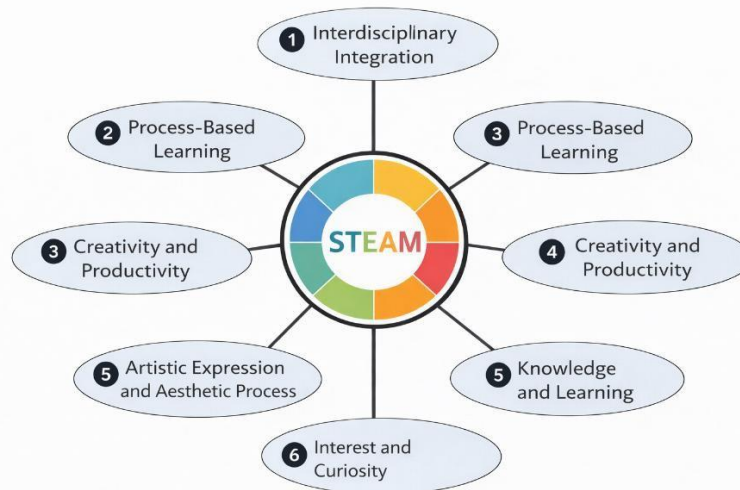 1 Interdisciplinary
Integration
2 Process-Based
Learning
3 Process-Based
Learning
STEAM
3 Creativity and
Productivity
4 Creativity and
Productivity
5 Artistic Expression
and Aesthetic Process
5 Knowledge
and Learning
6 Interest and
Curiosity